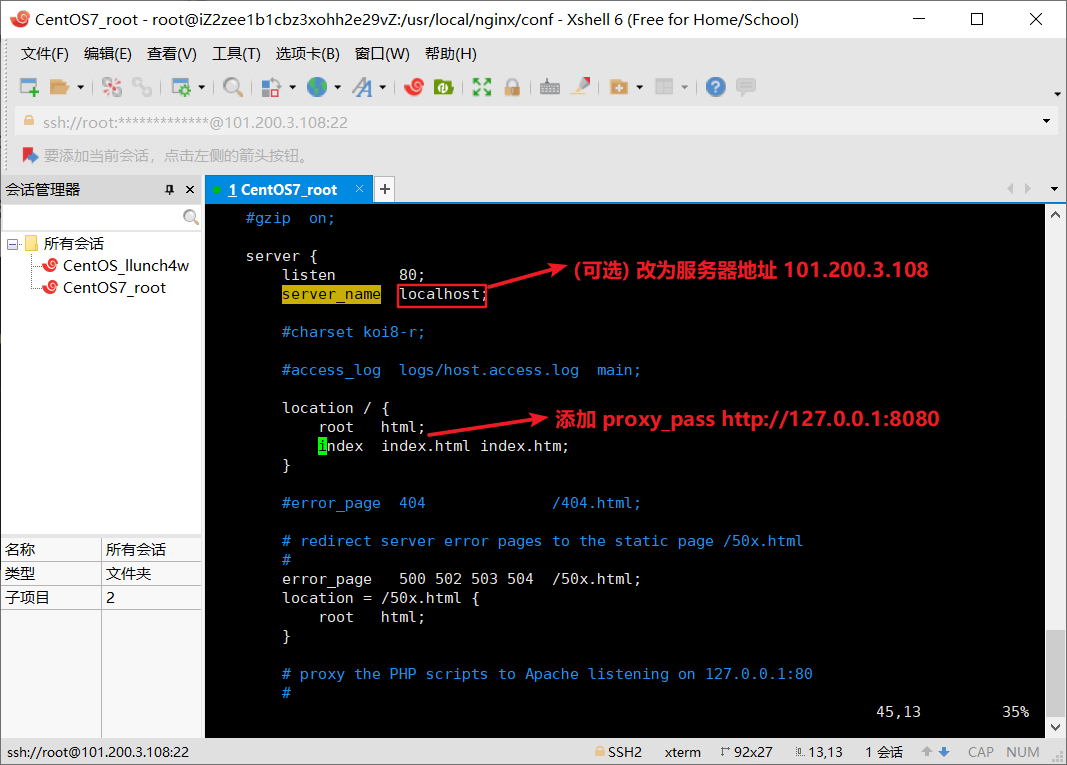 CentOS7_root - root@iZ2zee1b1cbz3xohh2e29vZ:/usr/local/nginx/conf - Xshell 6 (Free for Home/School)
文件(F) 编辑(E) 查看(V) 工具(T) 选项卡(B) 窗口(W) 帮助(H)
ssh://root:*************@101.200.3.108:22
要添加当前会话，点击左侧的箭头按钮。
会话管理器
1 CentOS7_root
所有会话
CentOS_llunch4w
CentOS7_root
名称 所有会话
类型 文件夹
子项目 2
#gzip  on;
server {
listen       80;
server_name  localhost;
(可选) 改为服务器地址 101.200.3.108
#charset koi8-r;
#access_log  logs/host.access.log  main;
location / {
root   html;
添加 proxy_pass http://127.0.0.1:8080
index  index.html index.htm;
}
#error_page  404              /404.html;
# redirect server error pages to the static page /50x.html
#
error_page   500 502 503 504  /50x.html;
location = /50x.html {
root   html;
}
# proxy the PHP scripts to Apache listening on 127.0.0.1:80
#
45,13         35%
ssh://root@101.200.3.108:22 SSH2 xterm 92x27 13,13 1 会话 CAP NUM